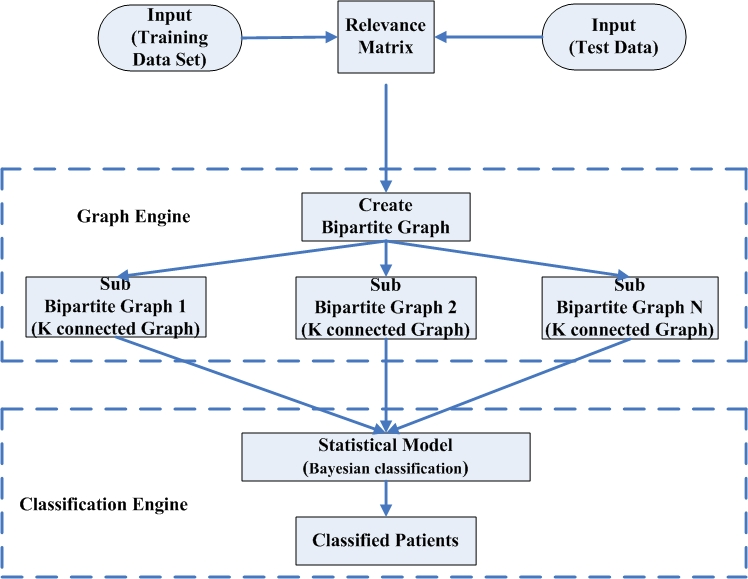 Input
(Training
Data Set)
Relevance
Matrix
Input
(Test Data)
Graph Engine
Create
Bipartite Graph
Sub
Bipartite Graph 1
(K connected Graph)
Sub
Bipartite Graph 2
(K connected Graph)
Sub
Bipartite Graph N
(K connected Graph)
Statistical Model
(Bayesian classification)
Classification Engine
Classified Patients